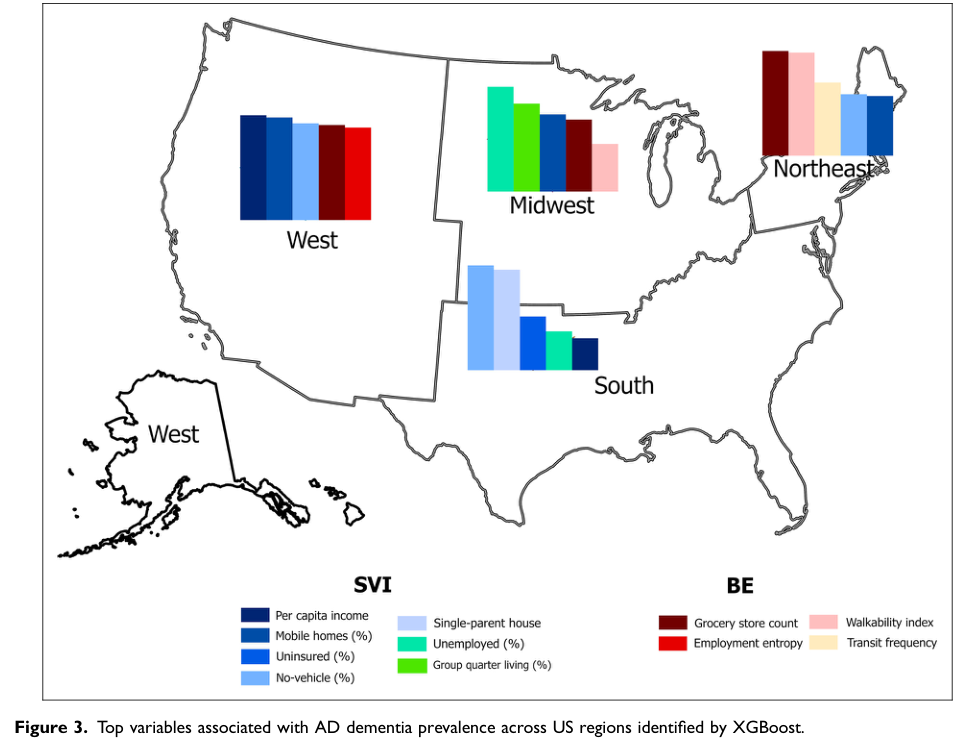 Northeast
Midwest
West
South
West
SVI
BE
Per capita income
Mobile homes (%)
Uninsured (%)
No-vehicle (%)
Single-parent house
Unemployed (%)
Group quarter living (%)
Grocery store count
Employment entropy
Walkability index
Transit frequency
Figure 3. Top variables associated with AD dementia prevalence across US regions identified by XGBoost.